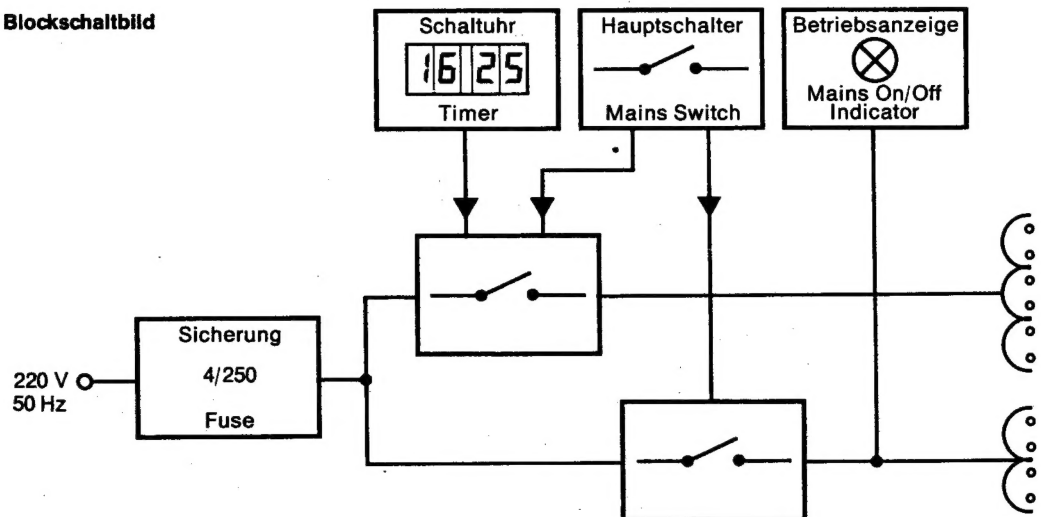 Blockschaltbild
Schaltuhr
16 25
Timer
Hauptschalter
Mains Switch
Betriebsanzeige
Mains On/Off
Indicator
Sicherung
4/250
Fuse
220 V
50 Hz